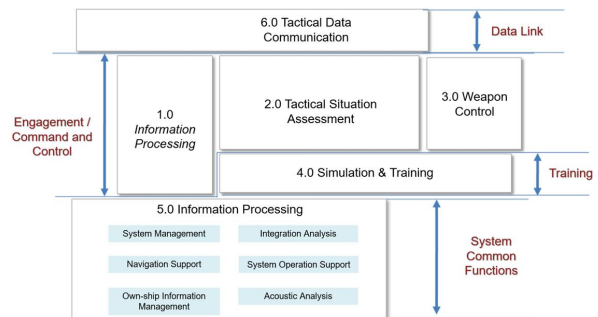 6.0 Tactical Data
Communication
Data Link
Engagement /
Command and
Control
1.0
Information
Processing
2.0 Tactical Situation
Assessment
3.0 Weapon
Control
4.0 Simulation & Training
Training
5.0 Information Processing
System Management
Integration Analysis
Navigation Support
System Operation Support
Own-ship Information
Management
Acoustic Analysis
System
Common
Functions